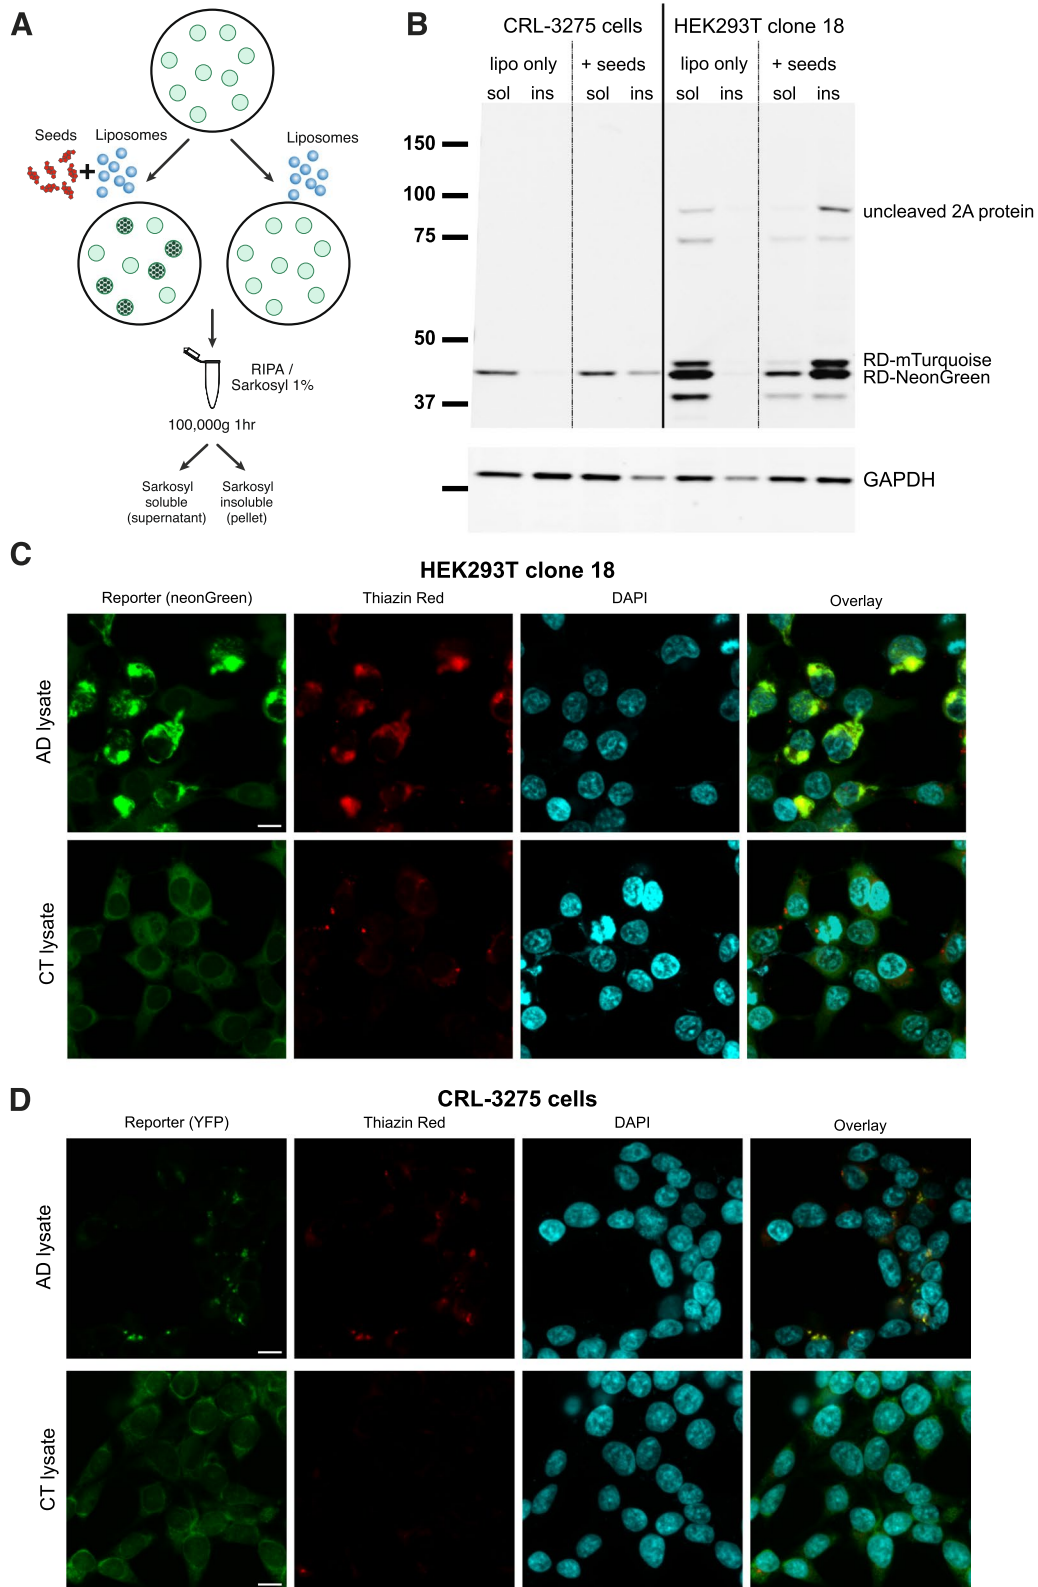 A
Seeds
Liposomes
+
Liposomes
RIPA /
Sarkosyl 1%
100,000g 1hr
Sarkosyl
soluble
(supernatant)
Sarkosyl
insoluble
(pellet)
B
CRL-3275 cells
HEK293T clone 18
lipo only
+ seeds
lipo only
+ seeds
sol
ins
sol
ins
sol
ins
sol
ins
150
100
75
50
37
uncleaved 2A protein
RD-mTurquoise
RD-NeonGreen
GAPDH
C
HEK293T clone 18
Reporter (neonGreen)
Thiazin Red
DAPI
Overlay
AD lysate
CT lysate
D
CRL-3275 cells
Reporter (YFP)
Thiazin Red
DAPI
Overlay
AD lysate
CT lysate